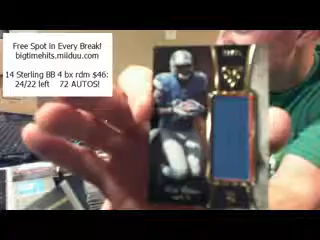 Free Spot in Every Break!
bigtimehits.miiduu.com
14 Sterling BB 4 bx rdm $46:
24/22 left 72 AUTOS!